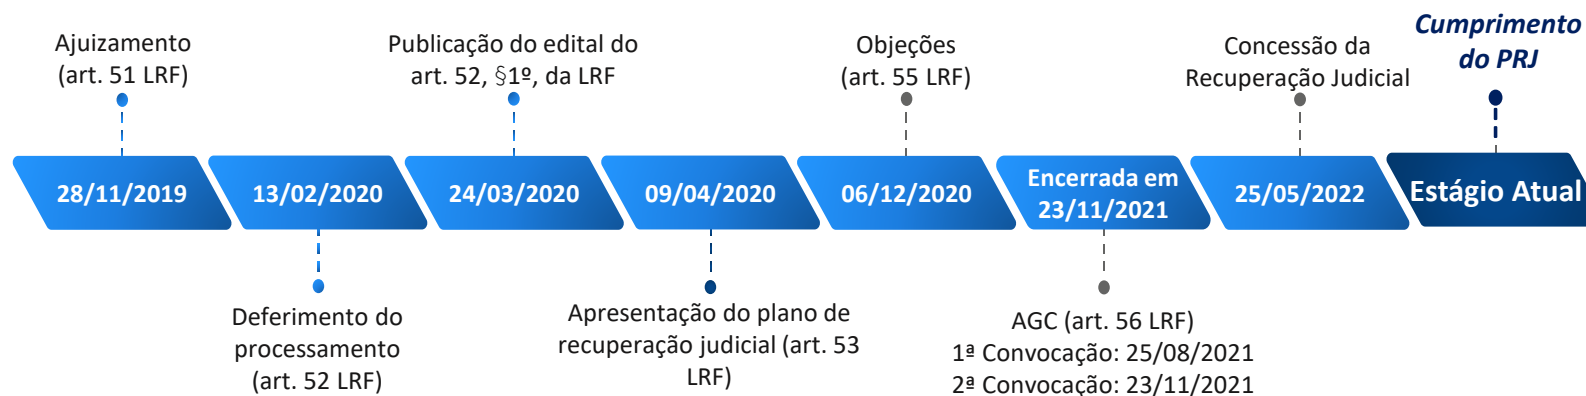 Ajuizamento
(art. 51 LRF)
Publicação do edital do
art. 52, §1º, da LRF
Objeções
(art. 55 LRF)
Concessão da
Recuperação Judicial
Cumprimento
do PRJ
28/11/2019
13/02/2020
24/03/2020
09/04/2020
06/12/2020
Encerrada em
23/11/2021
25/05/2022
Estágio Atual
Deferimento do
processamento
(art. 52 LRF)
Apresentação do plano de
recuperação judicial (art. 53
LRF)
AGC (art. 56 LRF)
1ª Convocação: 25/08/2021
2ª Convocação: 23/11/2021